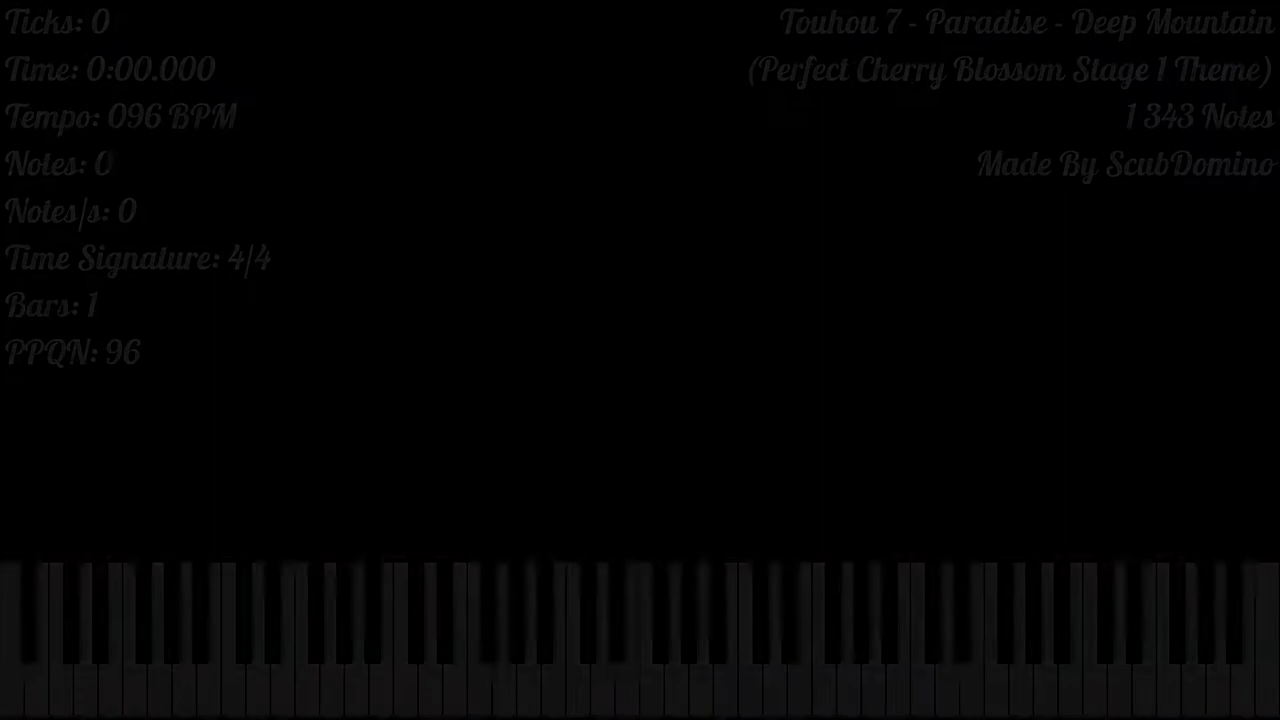 Ticks: 0
Time: 0:00.000
Tempo: 096 BPM
Notes: 0
Notes/s: 0
Time Signature: 4/4
Bars: 1
PPQN: 96
Touhou 7 - Paradise - Deep Mountain
(Perfect Cherry Blossom Stage 1 Theme)
1 343 Notes
Made By ScubDomino